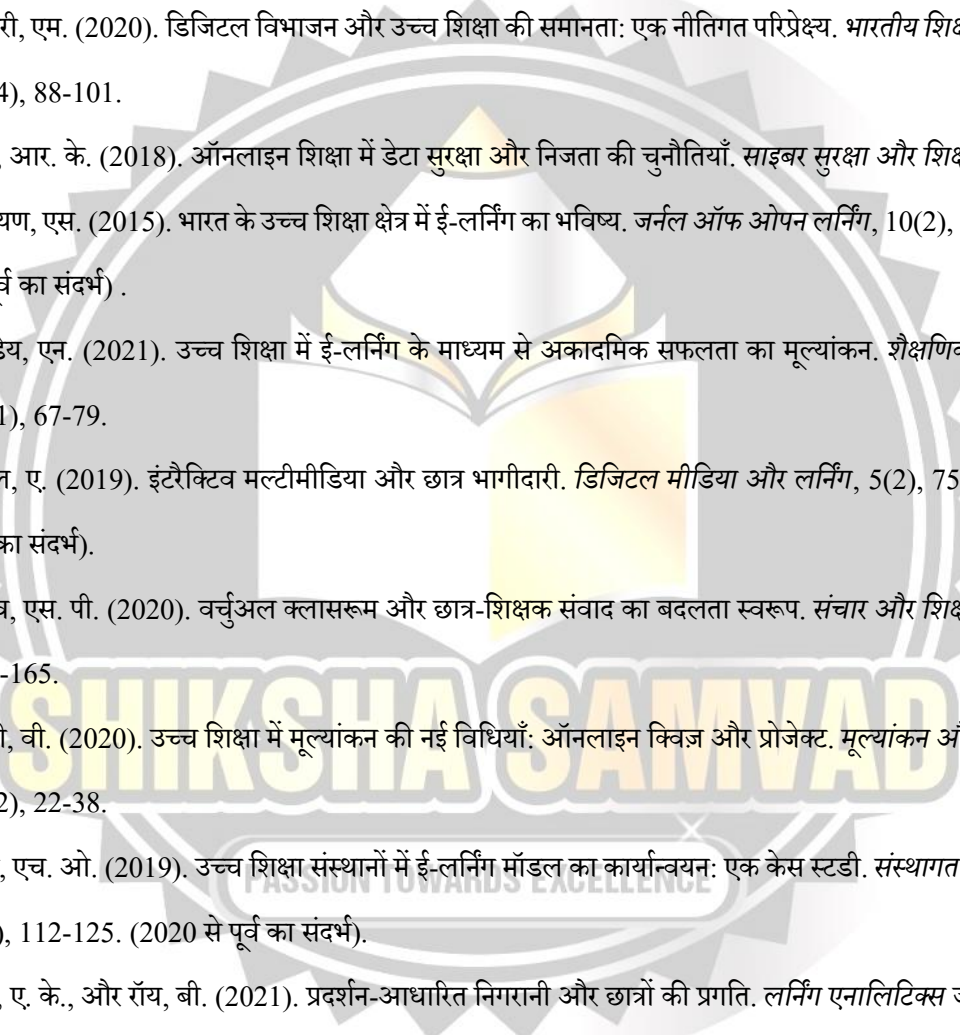 री, एम. (2020). डिजिटल विभाजन और उच्च शिक्षा की समानता: एक नीतिगत परिप्रेक्ष्य. भारतीय
4), 88-101.
आर. के. (2018). ऑनलाइन शिक्षा में डेटा सुरक्षा और निजता की चुनौतियाँ. साइबर सुरक्षा और
यण, एस. (2015). भारत के उच्च शिक्षा क्षेत्र में ई-लर्निंग का भविष्य. जर्नल ऑफ ओपन लर्निंग, 10(2),
का संदर्भ) .
एन. (2021). उच्च शिक्षा में ई-लर्निंग के माध्यम से अकादमिक सफलता का मूल्यांकन.
1), 67-79.
ए. (2019). इंटरैक्टिव मल्टीमीडिया और छात्र भागीदारी. डिजिटल मीडिया और लर्निंग, 5(2), 75
का संदर्भ).
एस. पी. (2020). वर्चुअल क्लासरूम और छात्र-शिक्षक संवाद का बदलता स्वरूप. संचार और
-165.
SHIKSHA SAMVAD
वी. (2020). उच्च शिक्षा में मूल्यांकन की नई विधियाँ: ऑनलाइन क्विज़ और प्रोजेक्ट. मूल्यांकन
2), 22-38.
एच. ओ. (2019). उच्च शिक्षा संस्थानों में ई-लर्निंग मॉडल का कार्यान्वयन: एक केस स्टडी. संस्थागत
PASSION TOWARDS EXCELLENCE
), 112-125. (2020 से पूर्व का संदर्भ).
ए. के., और रॉय, बी. (2021). प्रदर्शन-आधारित निगरानी और छात्रों की प्रगति. लर्निंग एनालिटिक्स